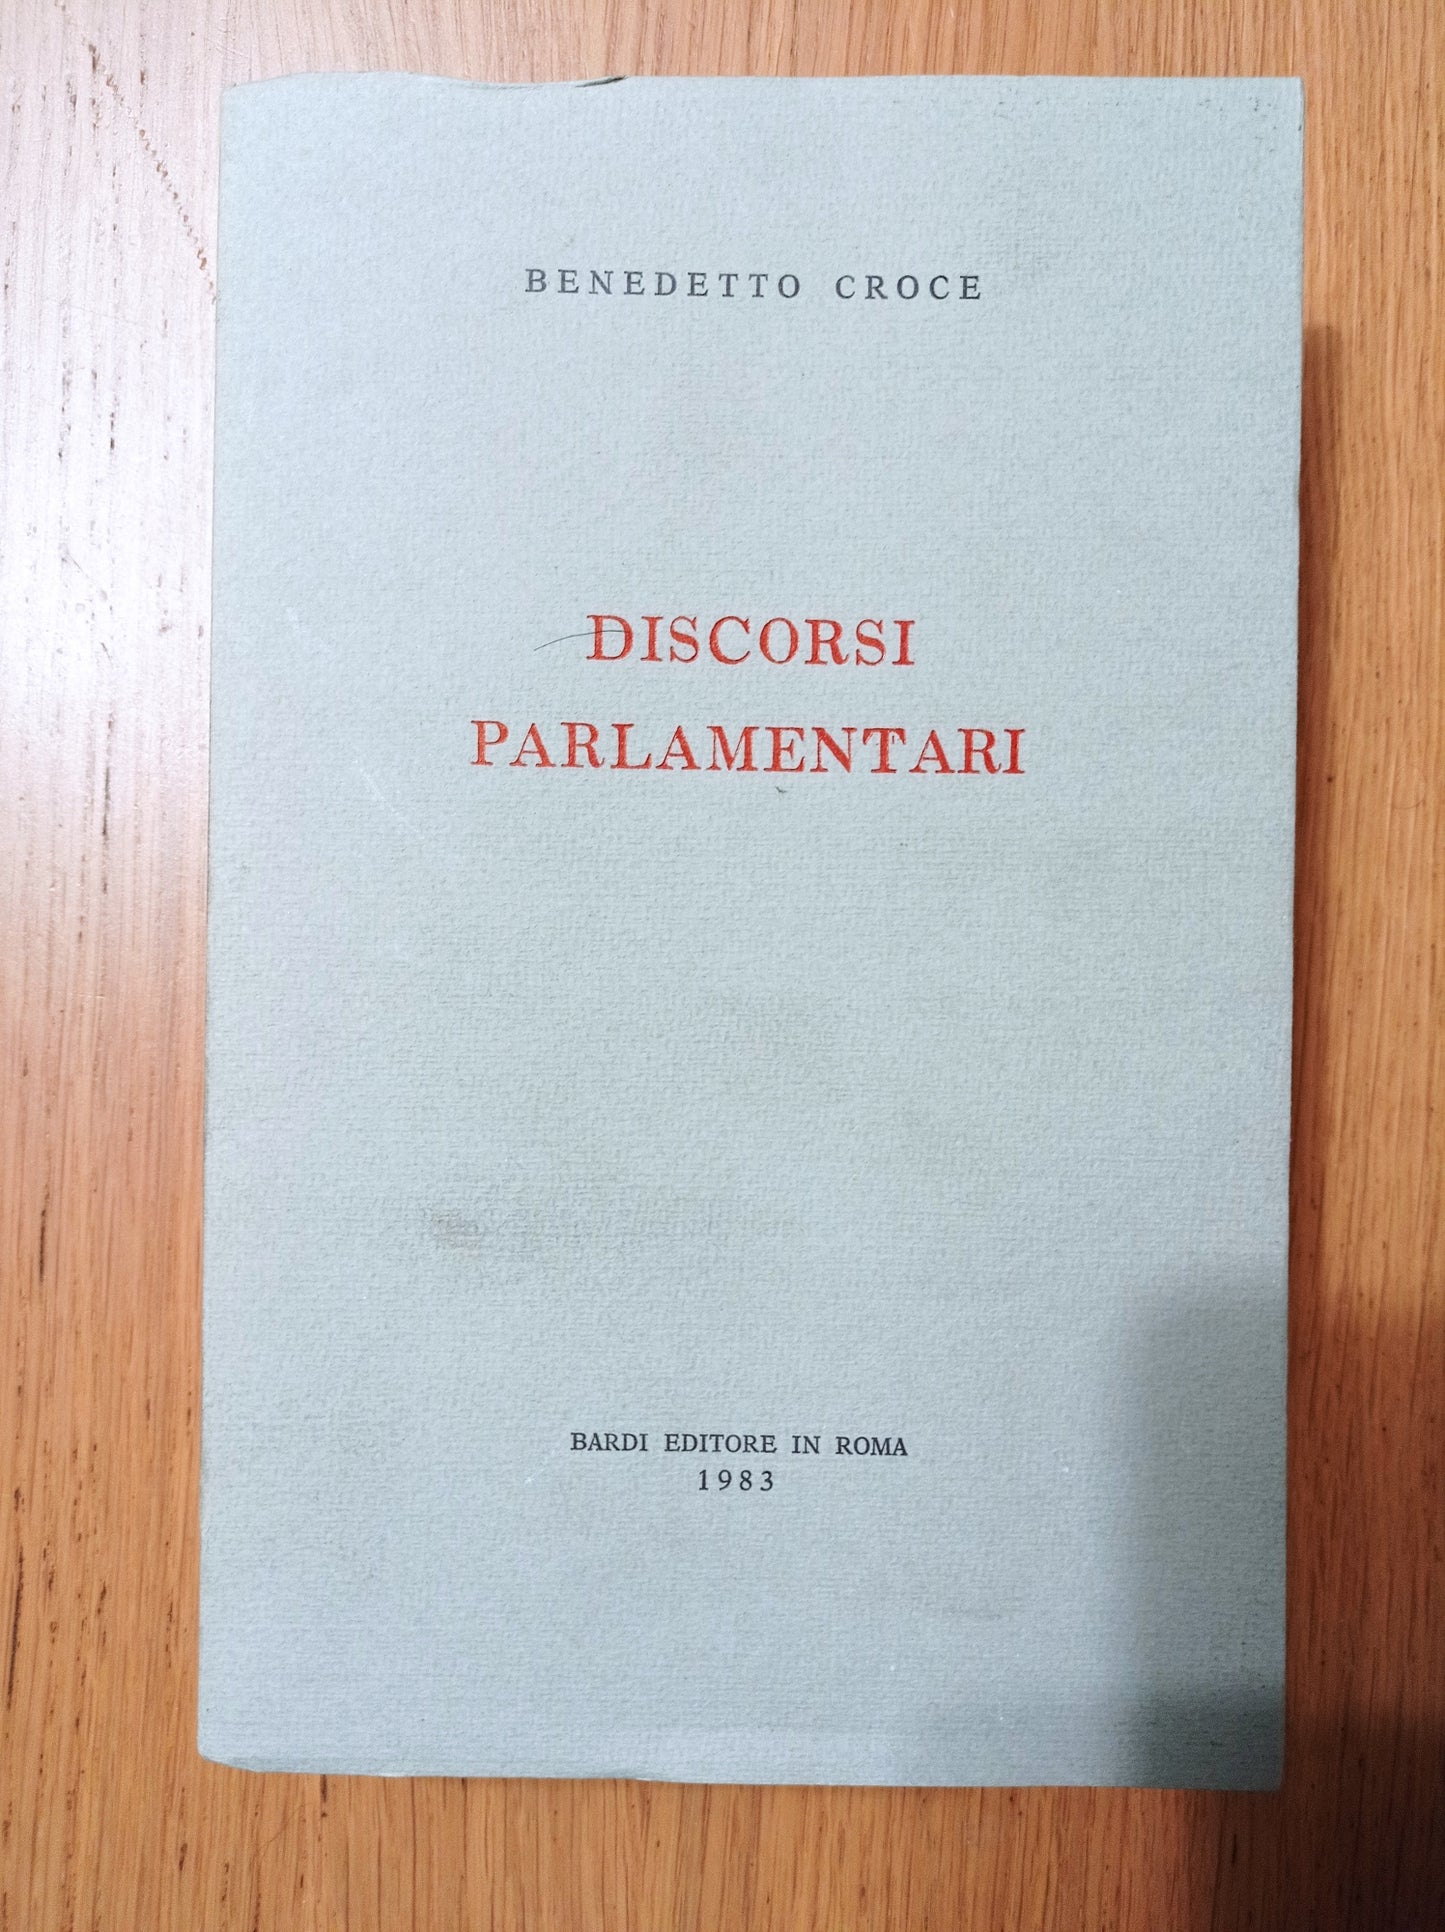 BENEDETTO CROCE
DISCORSI
PARLAMENTARI
BARDI EDITORE IN ROMA
1983